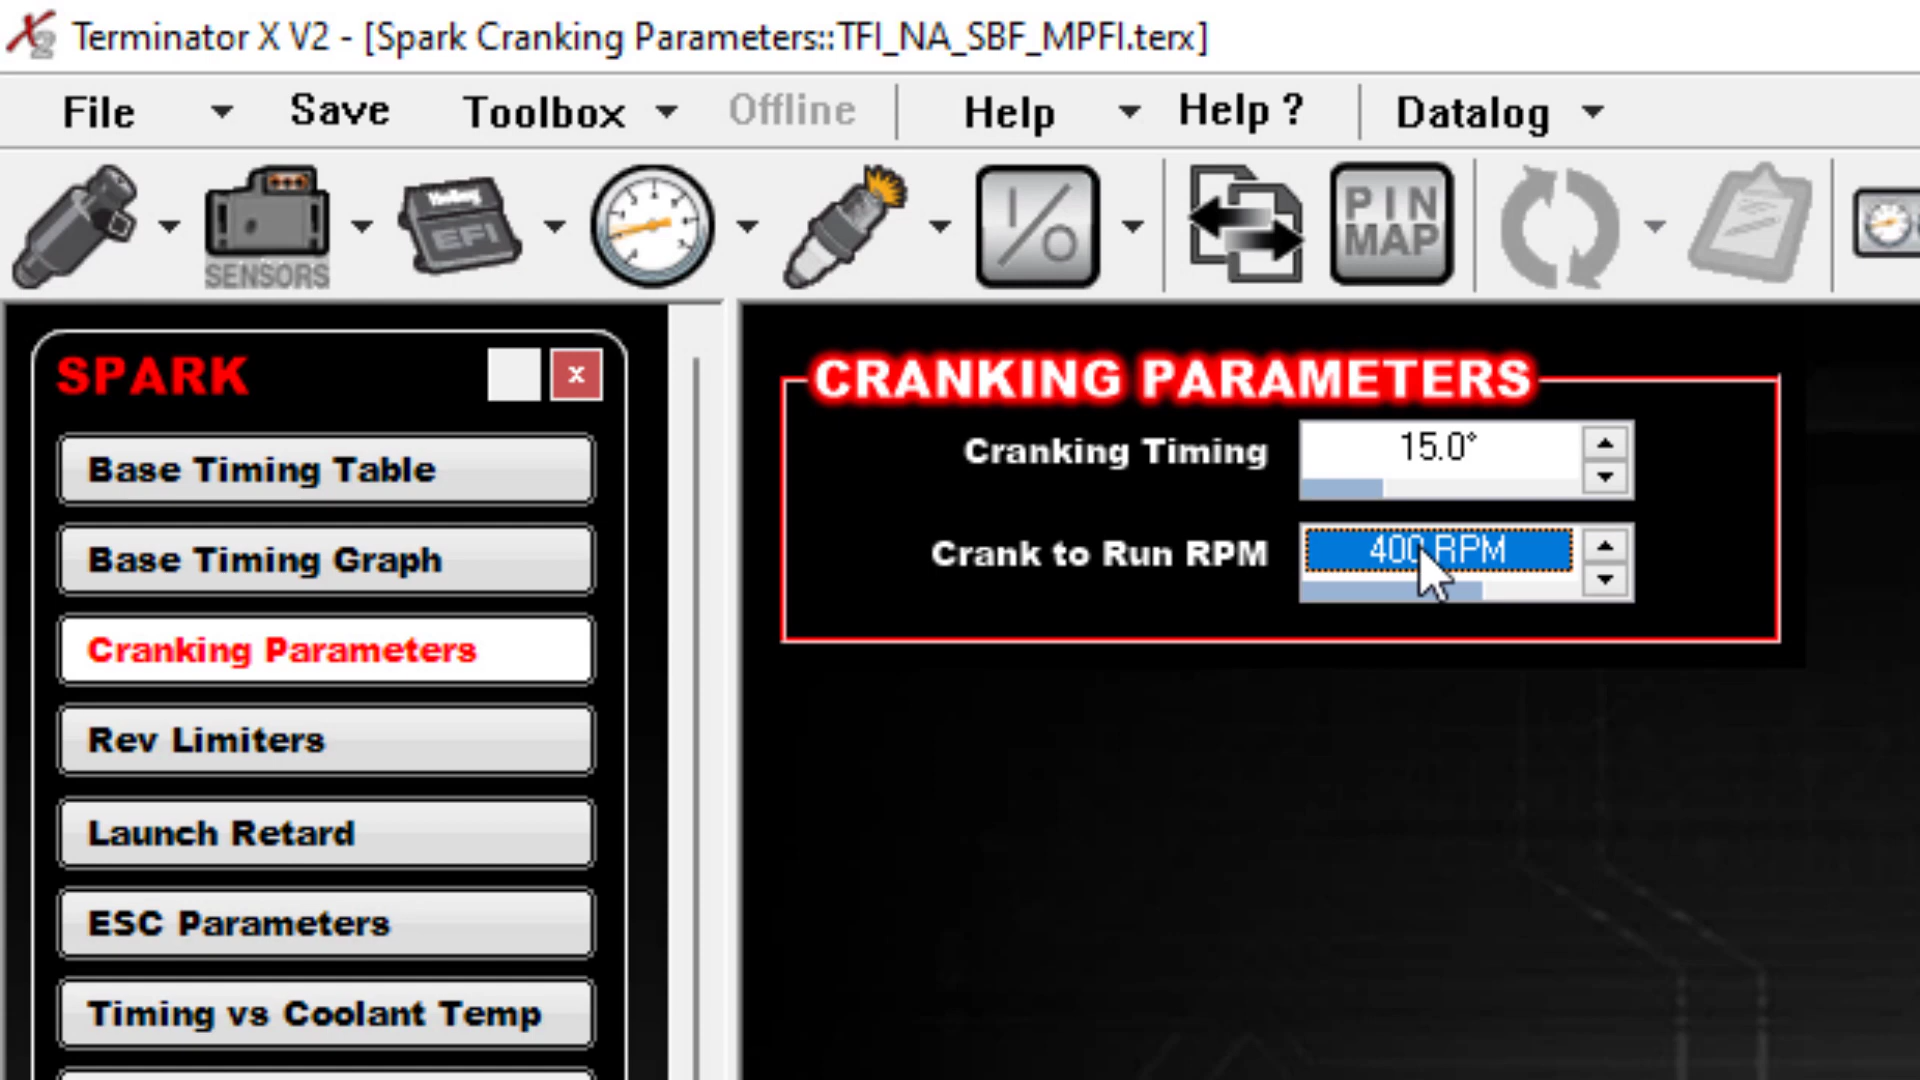 Terminator X V2 - [Spark Cranking Parameters::TFI_NA_SBF_MPFI.terx]
File Save Toolbox Offline Help Help ? Datalog
SENSORS
Holley
EFI
I/O
PIN
MAP
SPARK
x
Base Timing Table
Base Timing Graph
Cranking Parameters
Rev Limiters
Launch Retard
ESC Parameters
Timing vs Coolant Temp
CRANKING PARAMETERS
Cranking Timing 15.0°
Crank to Run RPM 400 RPM